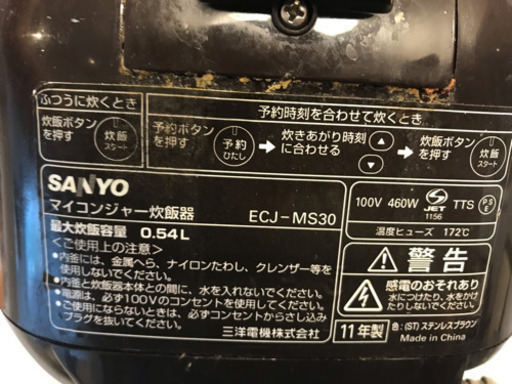 ふつうに炊くとき
炊飯ボタン
を押す
炊飯
スタート
予約時刻を合わせて炊くとき
予約ボタン
を押す
予約
ひたし
炊きあがり時刻
に合わせる
炊飯ボタン
を押す
炊飯
スタート
SANYO
マイコンジャー炊飯器 ECJ-MS30
最大炊飯容量 0.54L
<ご使用上の注意>
•内釜には、金属へら、ナイロンたわし、クレンザー等を
使用しないでください。
•内釜と炊飯器本体との間に、水を入れないでください。
•電源は、必ず100Vのコンセントを使用してください。
•ご使用にならないときは、必ずコンセントからさし込み
プラグを抜いてください。
三洋電機株式会社
100V 460W JET 1156 TTS PSE
温度ヒューズ 172℃
警告
感電のおそれあり
水につけたり、水をかけ
たりしないでください。
11年製
色:(ST)ステンレスブラウン
Made in China